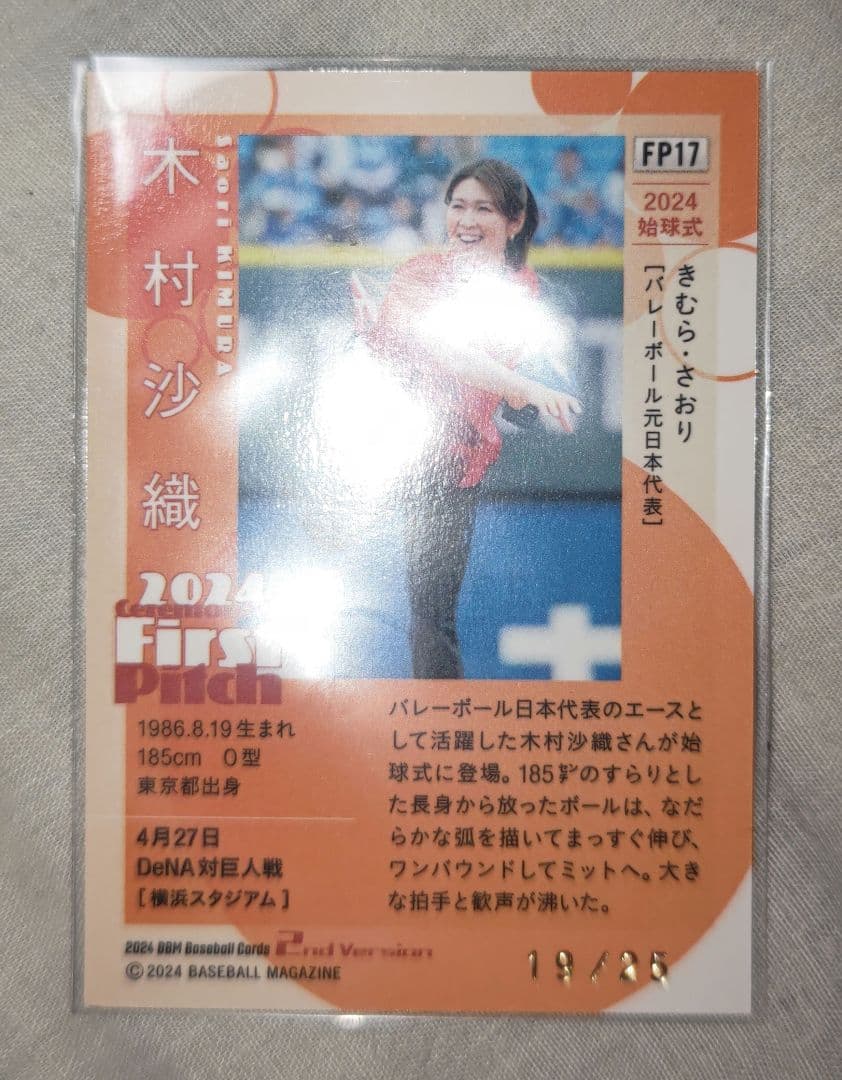 木村沙織
Saori KIMURA
FP17
2024
始球式
きむら・さおり
[バレーボール元日本代表]
2024
Ceremonial
First
Pitch
1986.8.19生まれ
185cm O型
東京都出身
4月27日
DeNA対巨人戦
[横浜スタジアム]
バレーボール日本代表のエースと
して活躍した木村沙織さんが始
球式に登場。185㌢のすらりとし
た長身から放ったボールは、なだ
らかな弧を描いてまっすぐ伸び、
ワンバウンドしてミットへ。大き
な拍手と歓声が沸いた。
2024 BBM Baseball Cards 2nd Version
©2024 BASEBALL MAGAZINE
19/25